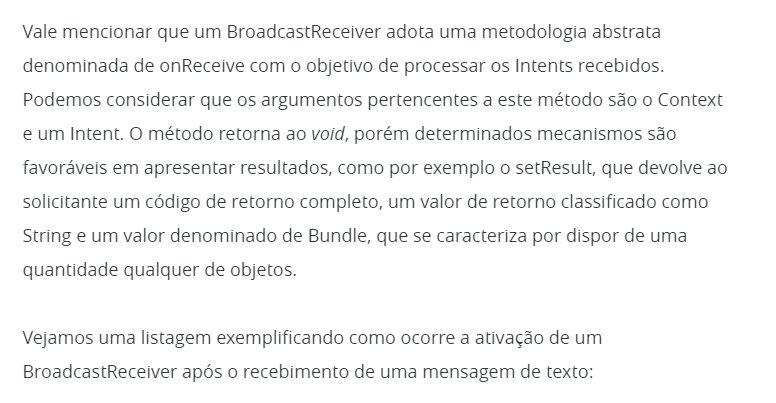 Vale mencionar que um BroadcastReceiver adota uma metodologia abstrata
denominada de onReceive com o objetivo de processar os Intents recebidos.
Podemos considerar que os argumentos pertencentes a este método são o Context
e um Intent. O método retorna ao void, porém determinados mecanismos são
favoráveis em apresentar resultados, como por exemplo o setResult, que devolve ao
solicitante um código de retorno completo, um valor de retorno classificado como
String e um valor denominado de Bundle, que se caracteriza por dispor de uma
quantidade qualquer de objetos.
Vejamos uma listagem exemplificando como ocorre a ativação de um
BroadcastReceiver após o recebimento de uma mensagem de texto: